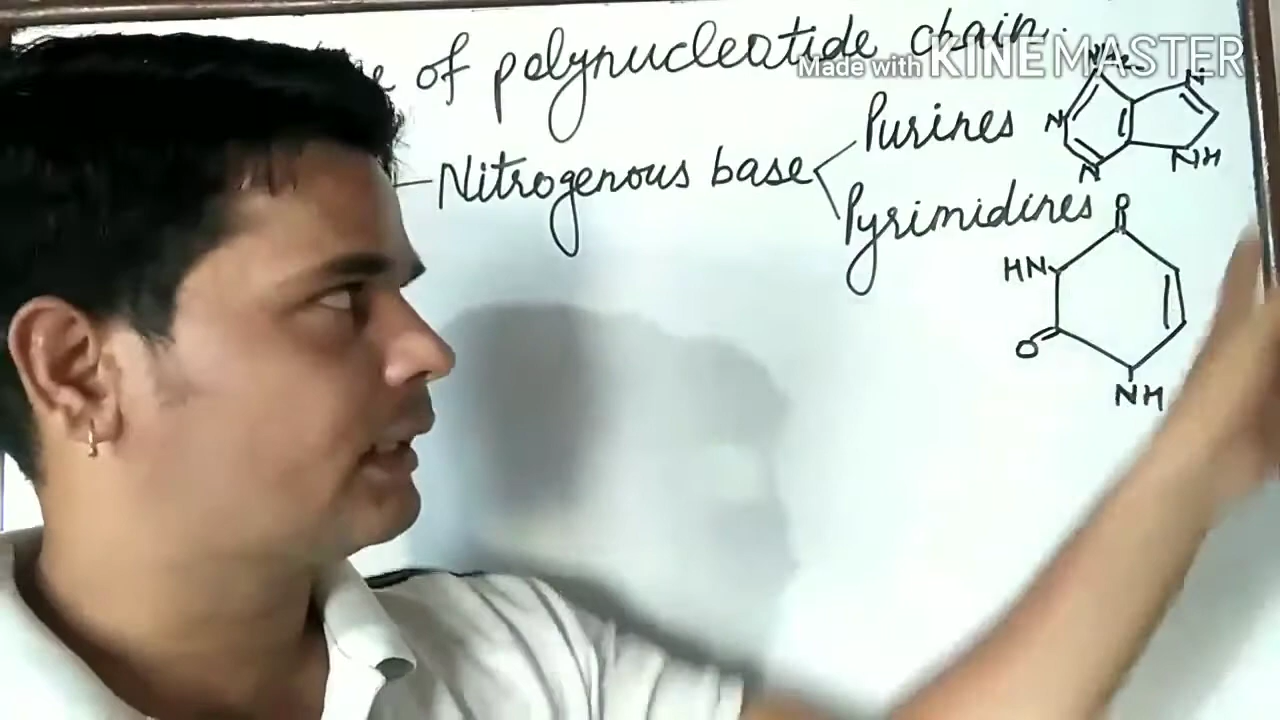 of polynucleotide chain.
Made with KINEMASTER
Purines
Nitrogenous base
Pyrimidines
N
N
N
NH
O
HN
O
NH